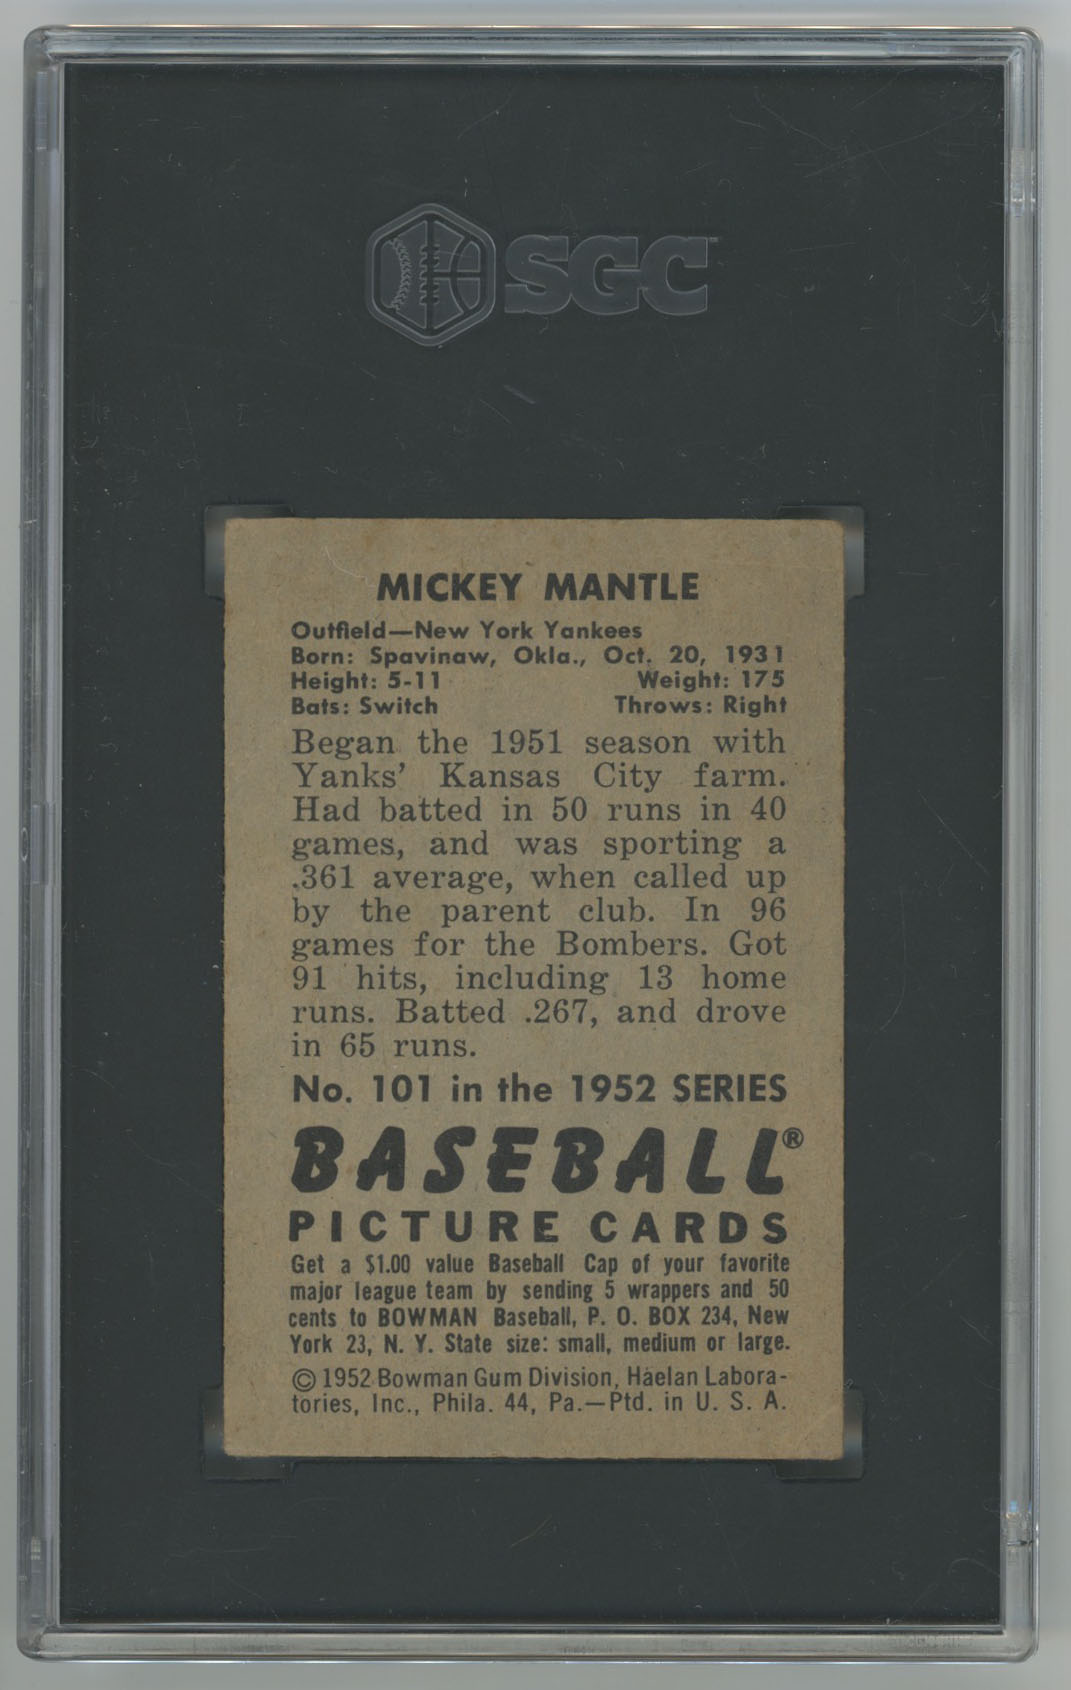 SGC
MICKEY MANTLE
Outfield—New York Yankees
Born: Spavinaw, Okla., Oct. 20, 1931
Height: 5-11 Weight: 175
Bats: Switch Throws: Right
Began the 1951 season with
Yanks' Kansas City farm.
Had batted in 50 runs in 40
games, and was sporting a
.361 average, when called up
by the parent club. In 96
games for the Bombers. Got
91 hits, including 13 home
runs. Batted .267, and drove
in 65 runs.
No. 101 in the 1952 SERIES
BASEBALL®
PICTURE CARDS
Get a $1.00 value Baseball Cap of your favorite
major league team by sending 5 wrappers and 50
cents to BOWMAN Baseball, P. O. BOX 234, New
York 23, N. Y. State size: small, medium or large.
© 1952 Bowman Gum Division, Haelan Labora-
tories, Inc., Phila. 44, Pa.—Ptd. in U. S. A.